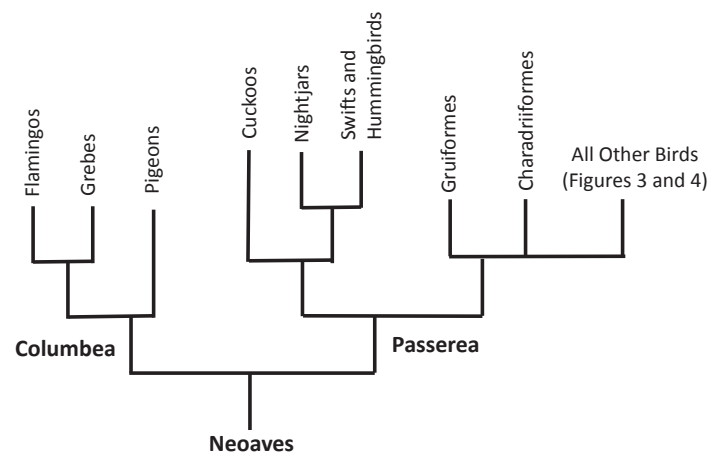 Flamingos
Grebes
Pigeons
Cuckoos
Nightjars
Swifts and
Hummingbirds
Gruiformes
Charadriiformes
All Other Birds
(Figures 3 and 4)
Columbea
Passerea
Neoaves